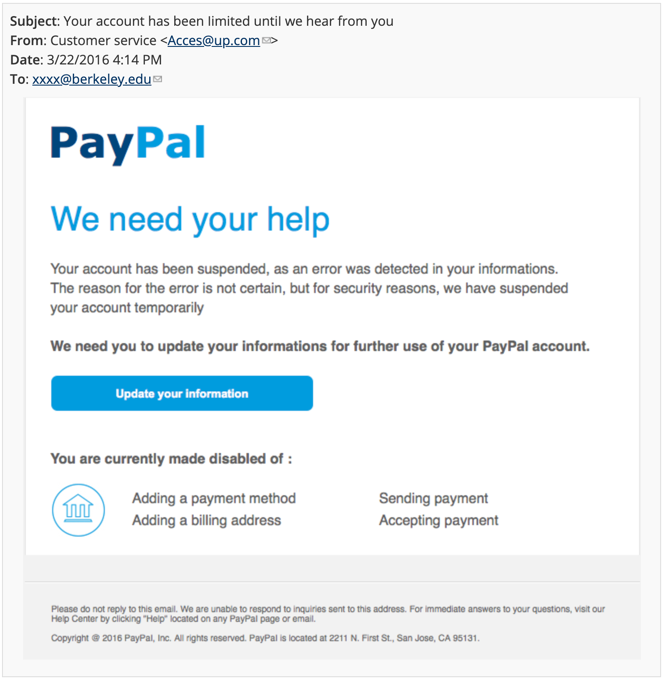 Subject: Your account has been limited until we hear from you
From: Customer service <Acces@up.com>
Date: 3/22/2016 4:14 PM
To: xxxx@berkeley.edu
PayPal
We need your help
Your account has been suspended, as an error was detected in your informations.
The reason for the error is not certain, but for security reasons, we have suspended
your account temporarily
We need you to update your informations for further use of your PayPal account.
Update your information
You are currently made disabled of :
Adding a payment method
Sending payment
Adding a billing address
Accepting payment
Please do not reply to this email. We are unable to respond to inquiries sent to this address. For immediate answers to your questions, visit our
Help Center by clicking "Help" located on any PayPal page or email.
Copyright @ 2016 PayPal, Inc. All rights reserved. PayPal is located at 2211 N. First St., San Jose, CA 95131.